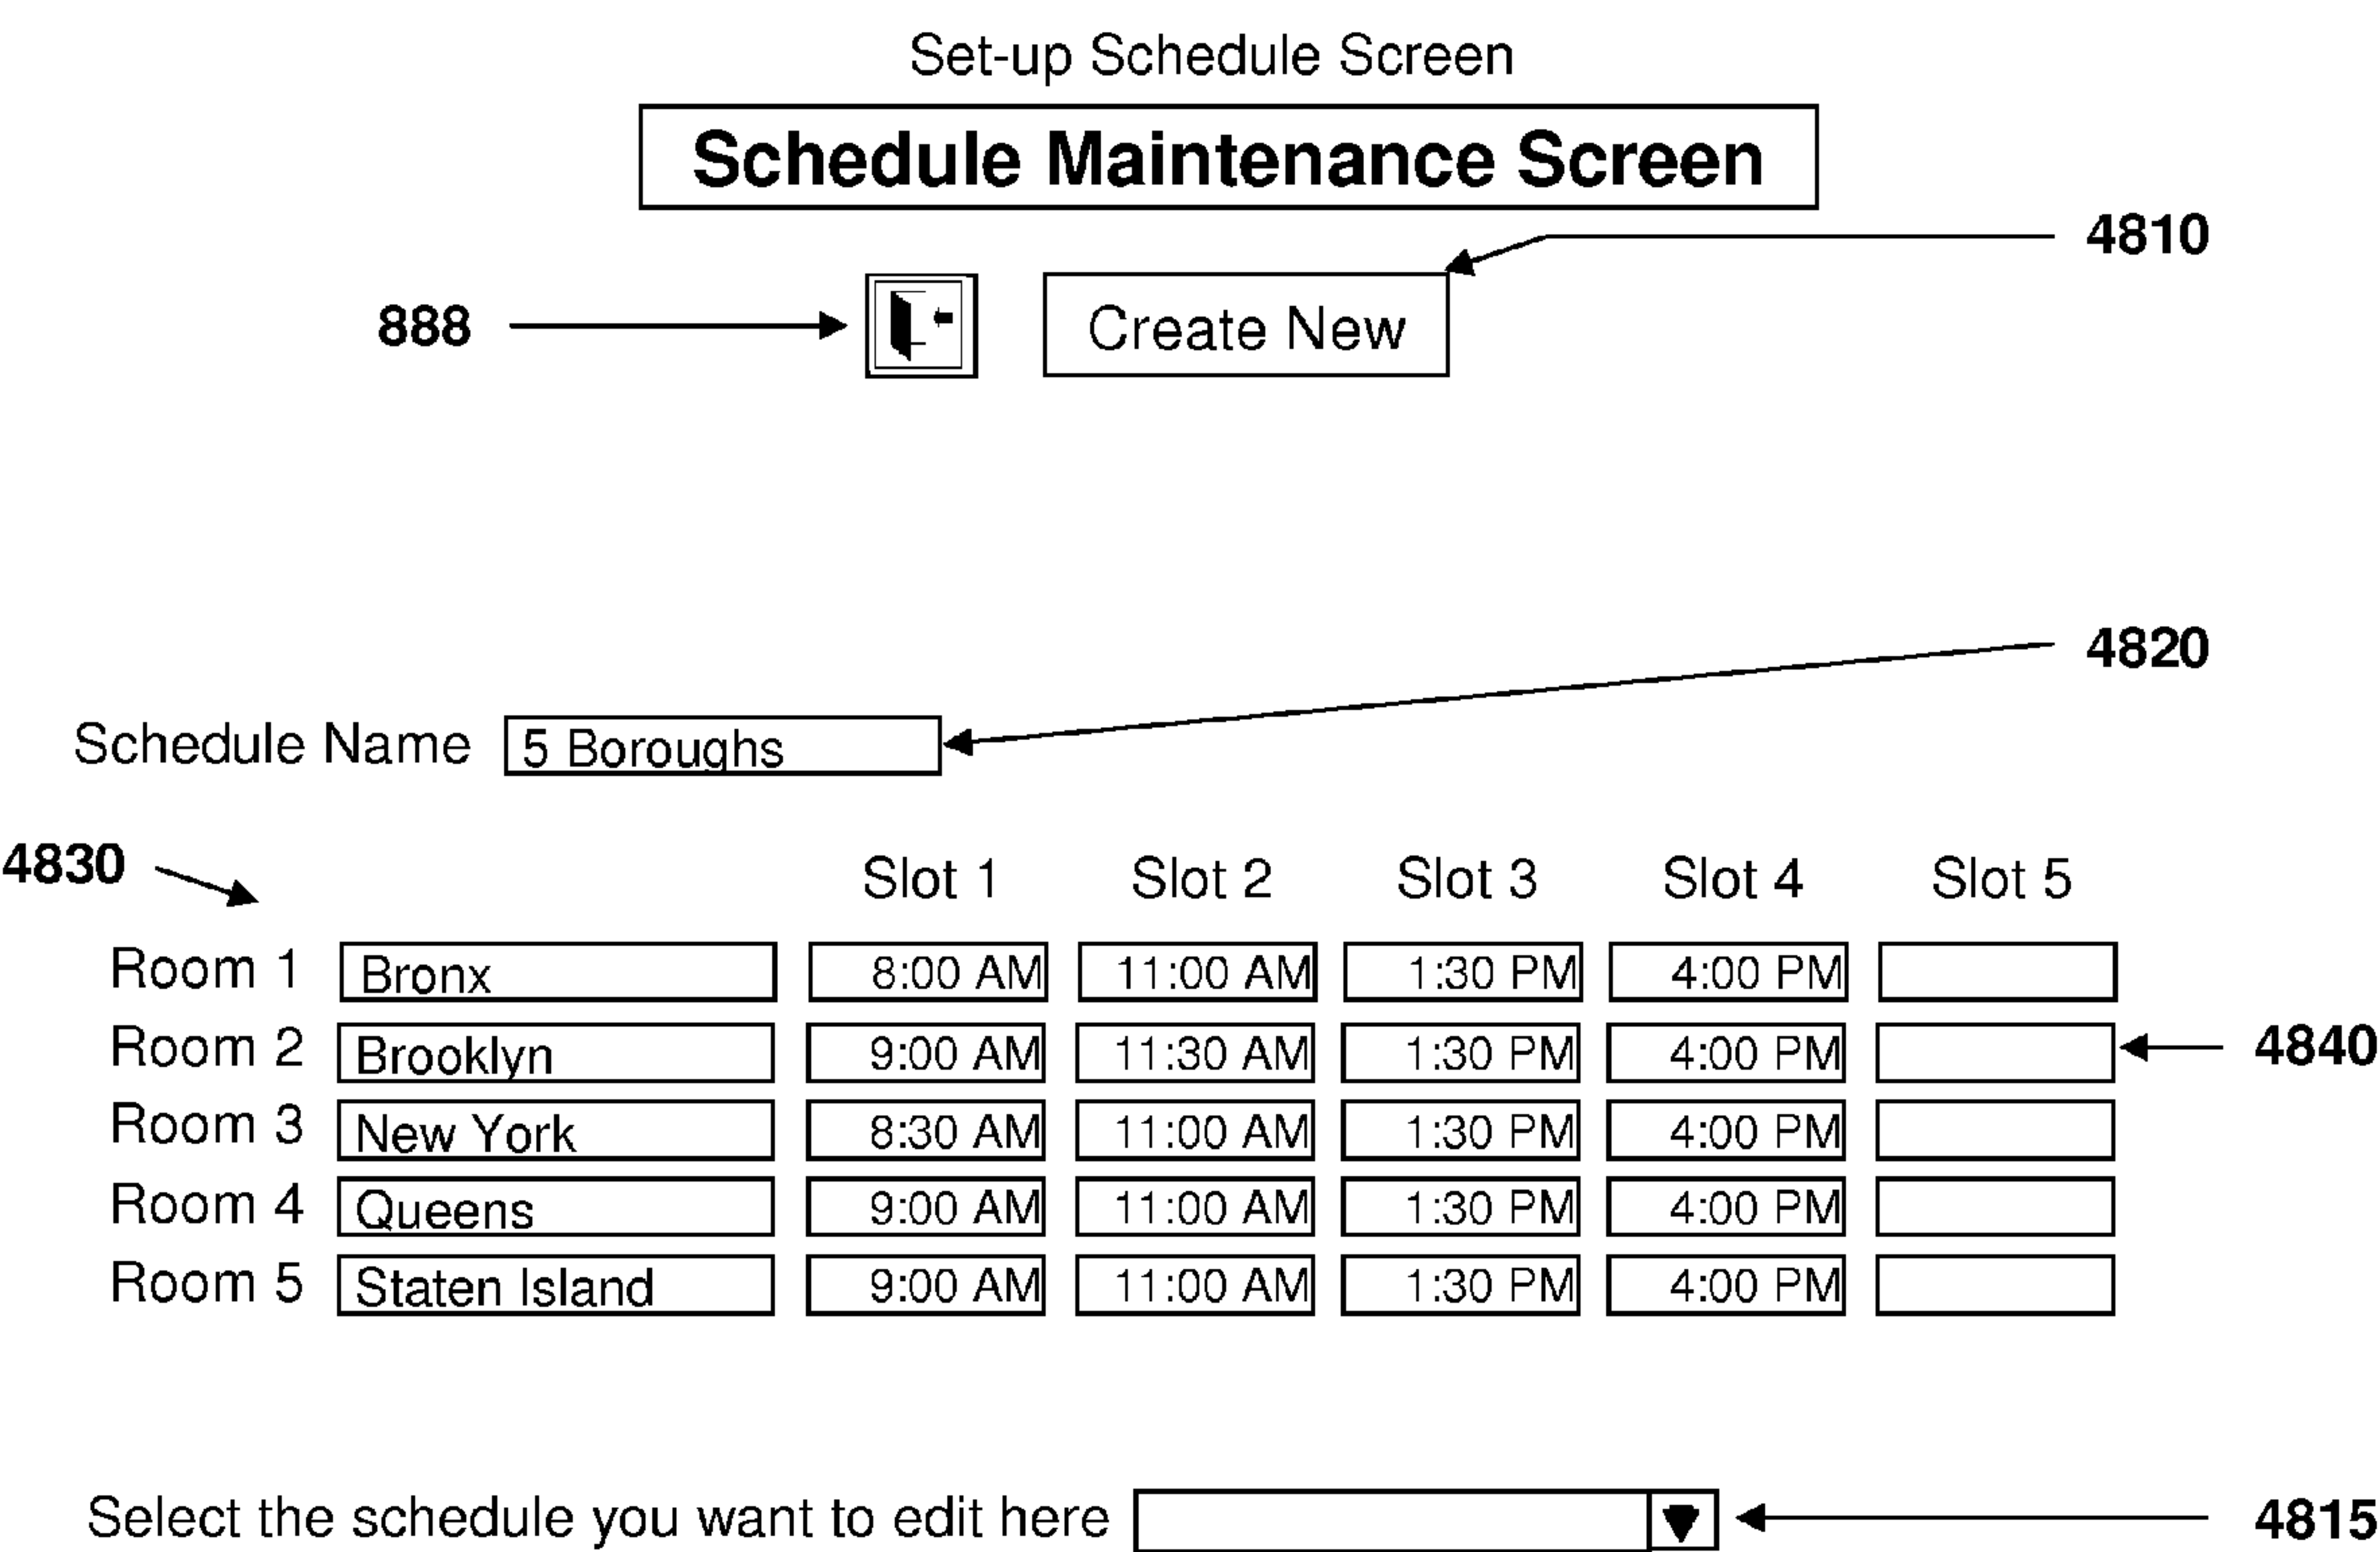 Set-up Schedule Screen
Schedule Maintenance Screen
4810
888
Create New
4820
Schedule Name 5 Boroughs
4830
Slot 1 Slot 2 Slot 3 Slot 4 Slot 5
Room 1 Bronx 8:00 AM 11:00 AM 1:30 PM 4:00 PM
Room 2 Brooklyn 9:00 AM 11:30 AM 1:30 PM 4:00 PM 4840
Room 3 New York 8:30 AM 11:00 AM 1:30 PM 4:00 PM
Room 4 Queens 9:00 AM 11:00 AM 1:30 PM 4:00 PM
Room 5 Staten Island 9:00 AM 11:00 AM 1:30 PM 4:00 PM
Select the schedule you want to edit here 4815